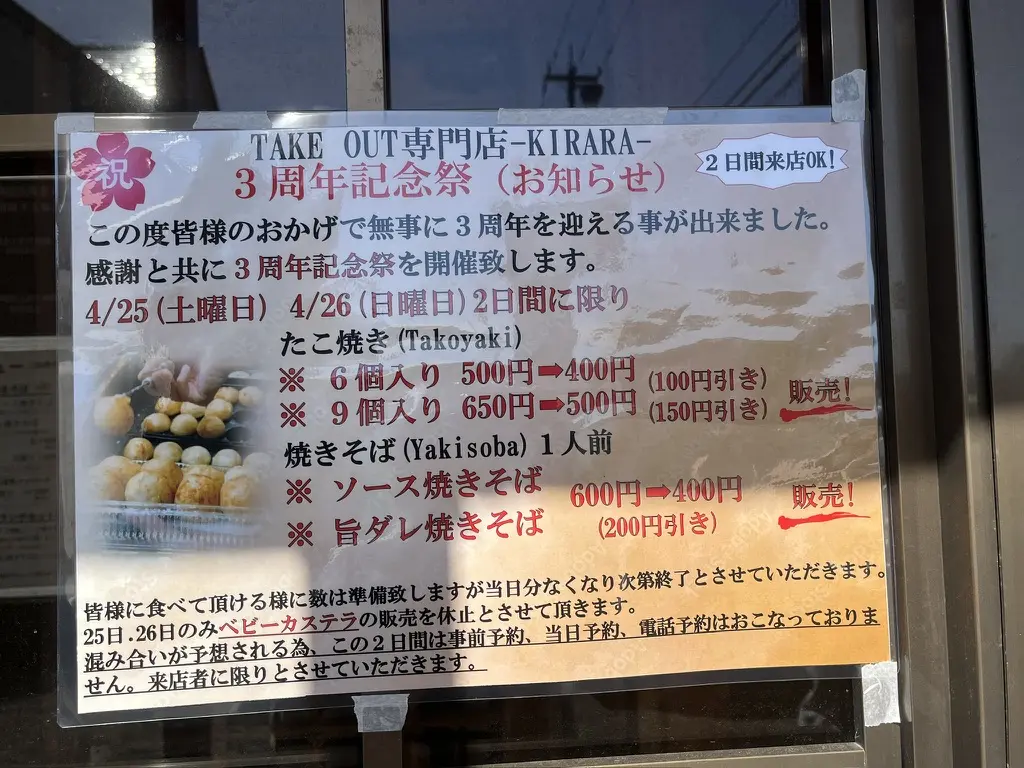 祝
TAKE OUT専門店-KIRARA-
3周年記念祭（お知らせ）
2日間来店OK!
この度皆様のおかげで無事に3周年を迎える事が出来ました。
感謝と共に3周年記念祭を開催致します。
4/25(土曜日) 4/26(日曜日)2日間に限り
たこ焼き(Takoyaki)
※ 6個入り 500円➡400円 (100円引き) 販売!
※ 9個入り 650円➡500円 (150円引き)
焼きそば(Yakisoba)1人前
※ ソース焼きそば 600円➡400円 販売!
※ 旨ダレ焼きそば (200円引き)
皆様に食べて頂ける様に数は準備致しますが当日分なくなり次第終了とさせていただきます。
25日.26日のみベビーカステラの販売を休止とさせて頂きます。
混み合いが予想される為、この2日間は事前予約、当日予約、電話予約はおこなっておりま
せん。来店者に限りとさせていただきます。